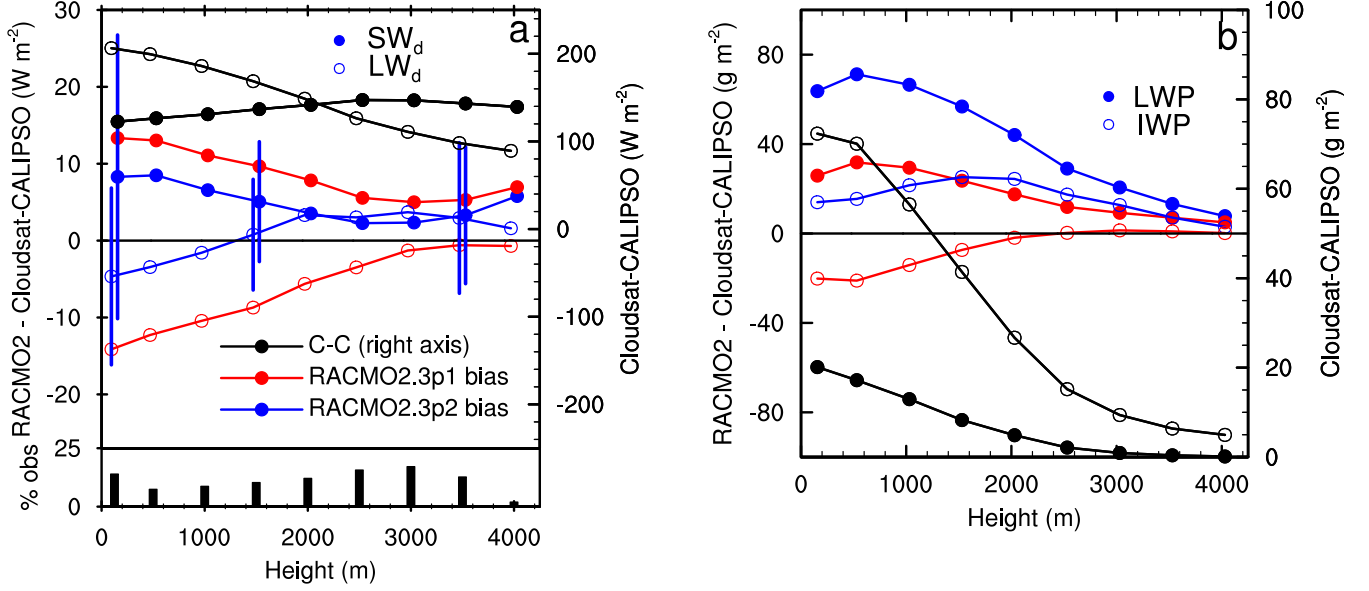 a
SW_d
LW_d
C-C (right axis)
RACMO2.3p1 bias
RACMO2.3p2 bias
30
20
10
0
-10
-20
25
0
% obs RACMO2 - Cloudsat-CALIPSO (W m⁻²)
200
100
0
-100
-200
Cloudsat-CALIPSO (W m⁻²)
0 1000 2000 3000 4000
Height (m)
b
LWP
IWP
80
40
0
-40
-80
RACMO2 - Cloudsat-CALIPSO (g m⁻²)
100
80
60
40
20
0
Cloudsat-CALIPSO (g m⁻²)
0 1000 2000 3000 4000
Height (m)